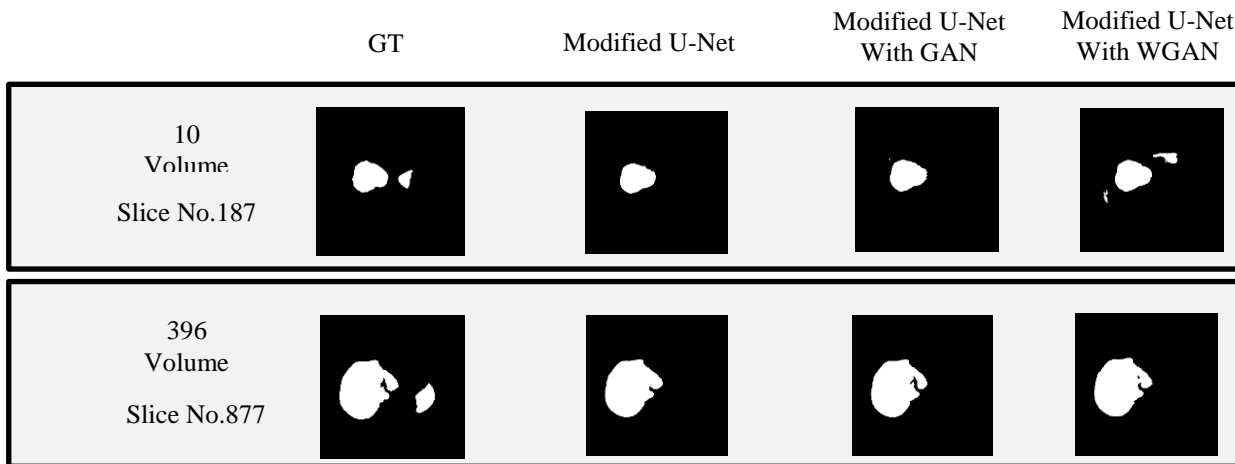 GT
Modified U-Net
Modified U-Net
With GAN
Modified U-Net
With WGAN
10
Volume
Slice No.187
396
Volume
Slice No.877